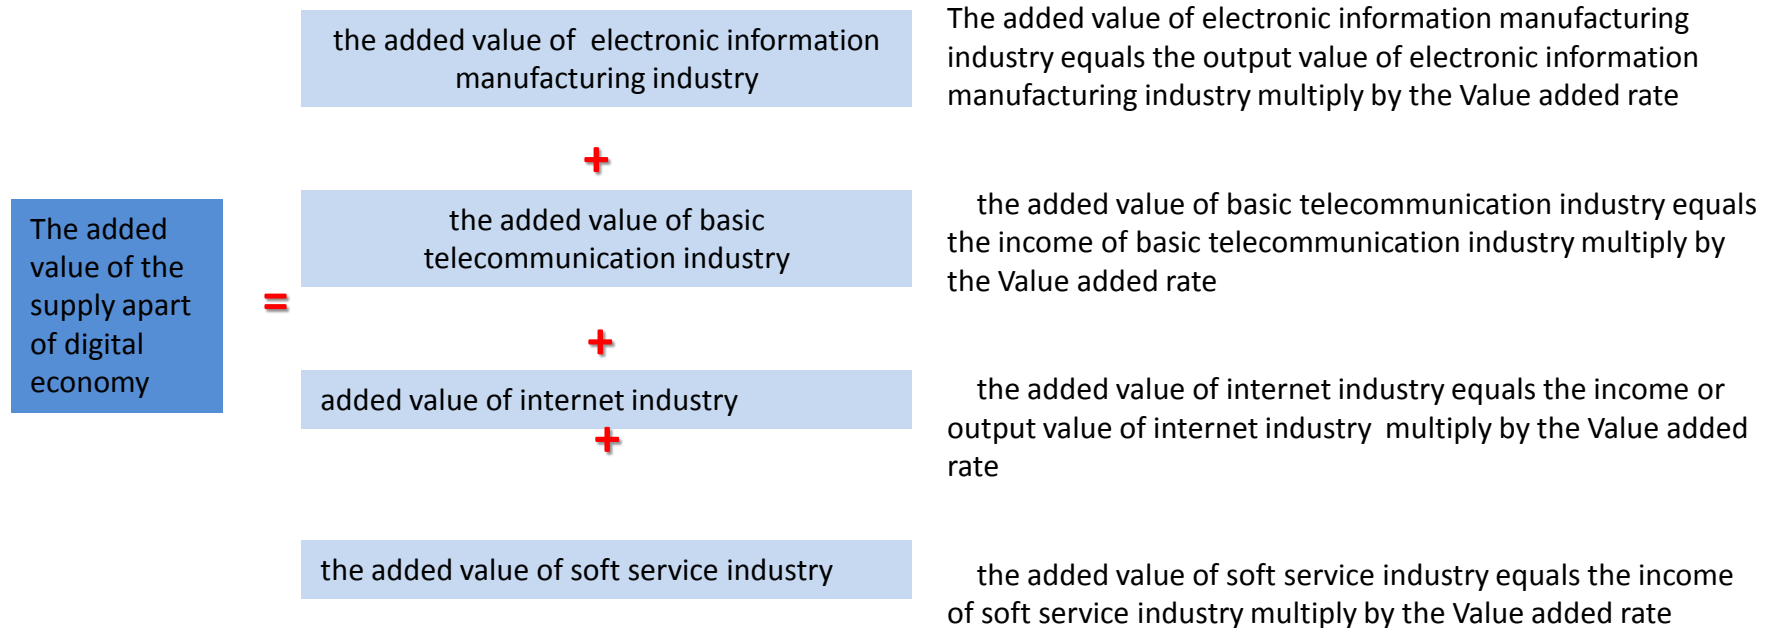 the added value of  electronic information
manufacturing industry
The added value of electronic information manufacturing
industry equals the output value of electronic information
manufacturing industry multiply by the Value added rate
+
The added
value of the
supply apart
of digital
economy
=
the added value of basic
telecommunication industry
the added value of basic telecommunication industry equals
the income of basic telecommunication industry multiply by
the Value added rate
+
added value of internet industry
the added value of internet industry equals the income or
output value of internet industry  multiply by the Value added
rate
+
the added value of soft service industry
the added value of soft service industry equals the income
of soft service industry multiply by the Value added rate